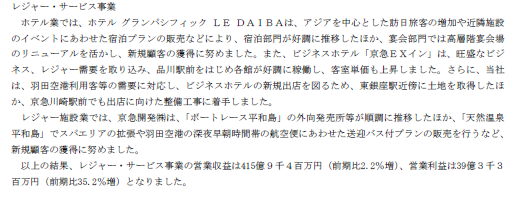 レジャー・サービス事業
ホテル業では、ホテル グランパシフィック ＬＥ ＤＡＩＢＡは、アジアを中心とした訪日旅客の増加や近隣施設
のイベントにあわせた宿泊プランの販売などにより、宿泊部門が好調に推移したほか、宴会部門では高層階宴会場
のリニューアルを活かし、新規顧客の獲得に努めました。また、ビジネスホテル「京急ＥＸイン」は、旺盛なビジ
ネス、レジャー需要を取り込み、品川駅前をはじめ各館が好調に稼働し、客室単価も上昇しました。さらに、当社
は、羽田空港利用客等の需要に対応し、ビジネスホテルの新規出店を図るため、東銀座駅近傍に土地を取得したほ
か、京急川崎駅前でも出店に向けた整備工事に着手しました。
レジャー施設業では、京急開発㈱は、「ボートレース平和島」の外向発売所等が順調に推移したほか、「天然温泉
平和島」でスパエリアの拡張や羽田空港の深夜早朝時間帯の航空便にあわせた送迎バス付プランの販売を行うなど、
新規顧客の獲得に努めました。
以上の結果、レジャー・サービス事業の営業収益は415億９千４百万円（前期比2.2％増）、営業利益は39億３千３
百万円（前期比35.2％増）となりました。